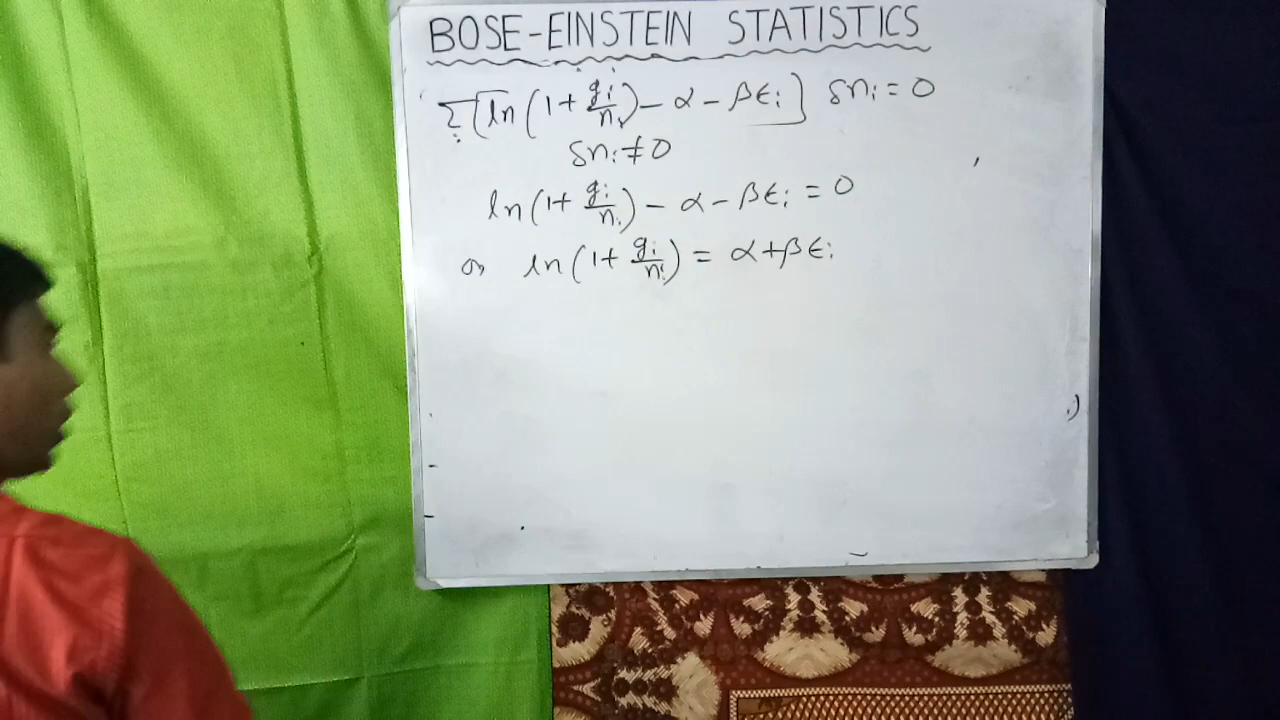 BOSE-EINSTEIN STATISTICS
Σᵢ [ln(1+gᵢ/nᵢ) - α - βϵᵢ] δnᵢ = 0
δnᵢ ≠ 0
ln(1+gᵢ/nᵢ) - α - βϵᵢ = 0
or ln(1+gᵢ/nᵢ) = α+βϵᵢ